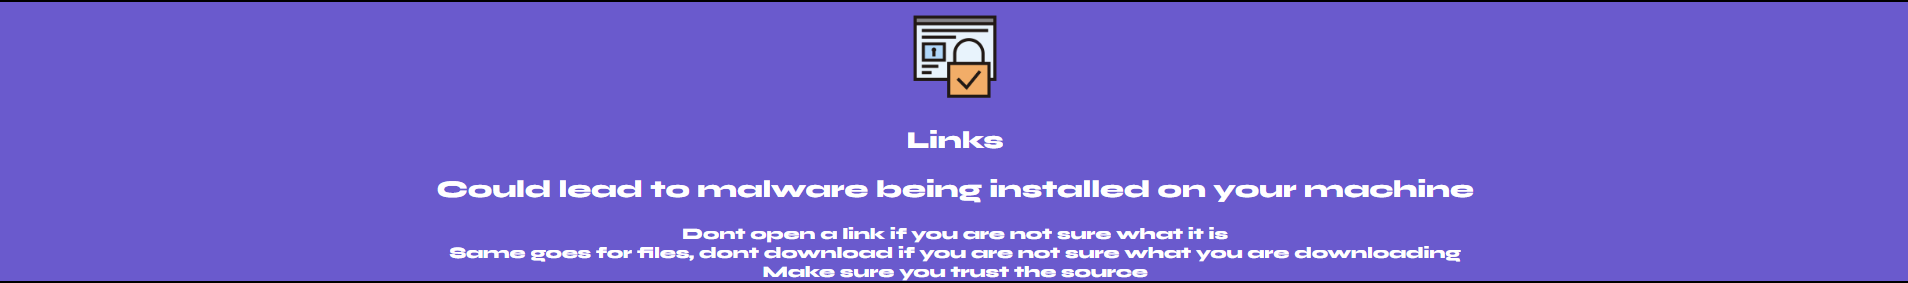 Links
Could lead to malware being installed on your machine
Dont open a link if you are not sure what it is
Same goes for files, dont download if you are not sure what you are downloading
Make sure you trust the source